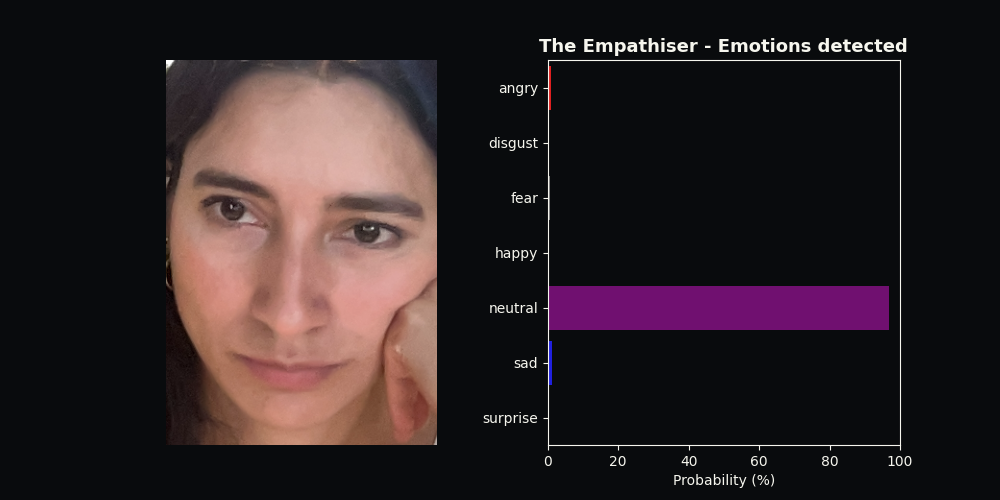 The Empathiser - Emotions detected
angry
disgust
fear
happy
neutral
sad
surprise
0 20 40 60 80 100
Probability (%)